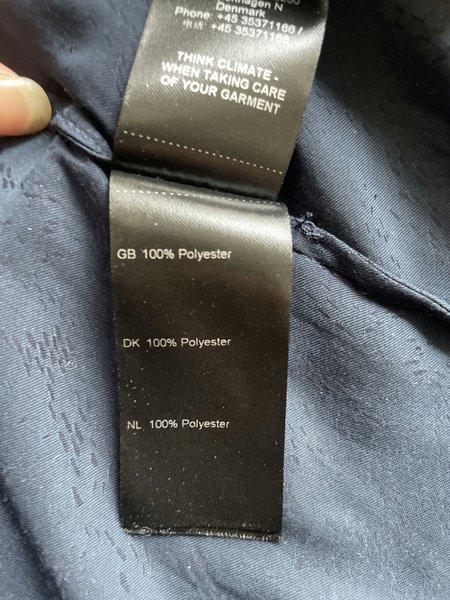 Denmark
Phone: +45 35371166 /
+45 35371166
THINK CLIMATE -
WHEN TAKING CARE
OF YOUR GARMENT
GB 100% Polyester
DK 100% Polyester
NL 100% Polyester